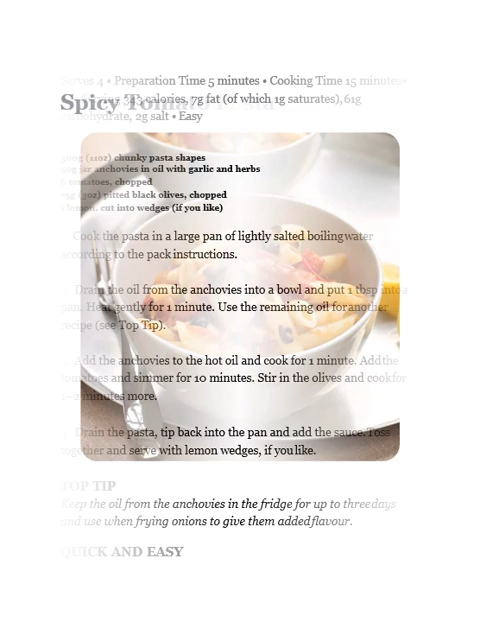 Serves 4 • Preparation Time 5 minutes • Cooking Time 15 minutes•
Spicy Tomato
calories, 7g fat (of which 1g saturates), 61g
carbohydrate, 2g salt • Easy
(11oz) chunky pasta shapes
jar anchovies in oil with garlic and herbs
tomatoes, chopped
pitted black olives, chopped
lemon, cut into wedges (if you like)
Cook the pasta in a large pan of lightly salted boiling water
according to the pack instructions.
Drain the oil from the anchovies into a bowl and put 1 tbsp into a
pan. Heat gently for 1 minute. Use the remaining oil for another
recipe (see Top Tip).
Add the anchovies to the hot oil and cook for 1 minute. Add the
tomatoes and simmer for 10 minutes. Stir in the olives and cook for
minutes more.
Drain the pasta, tip back into the pan and add the sauce. Toss
together and serve with lemon wedges, if you like.
TOP TIP
Keep the oil from the anchovies in the fridge for up to three days
and use when frying onions to give them added flavour.
QUICK AND EASY